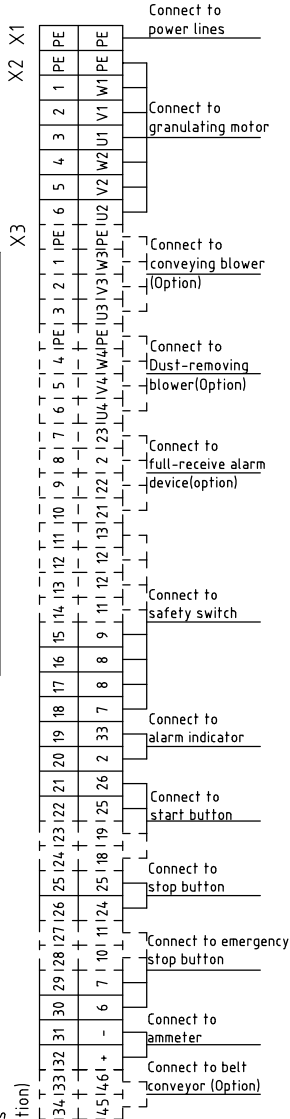 X1 PE PE Connect to
power lines
X2 PE PE
1 W1
2 V1 Connect to
3 U1 granulating motor
4 W2
5 V2
6 U2
X3 PE PE Connect to
1 W3 conveying blower
2 V3 (Option)
3 U3
PE PE Connect to
4 W4 Dust-removing
5 V4 blower(Option)
6 U4
7 23 Connect to
8 2 full-receive alarm
9 22 device(option)
10 21
11 13
12 12
13 12 Connect to
14 11 safety switch
15 9
16 8
17 8
18 7 Connect to
19 33 alarm indicator
20 2
21 26 Connect to
22 25 start button
23 19
24 18 Connect to
25 25 stop button
26 24
27 11 Connect to emergency
28 10 stop button
29 7
30 6 Connect to
31 - ammeter
32 + Connect to belt
33 46 conveyor (Option)
34 45
s
tion)